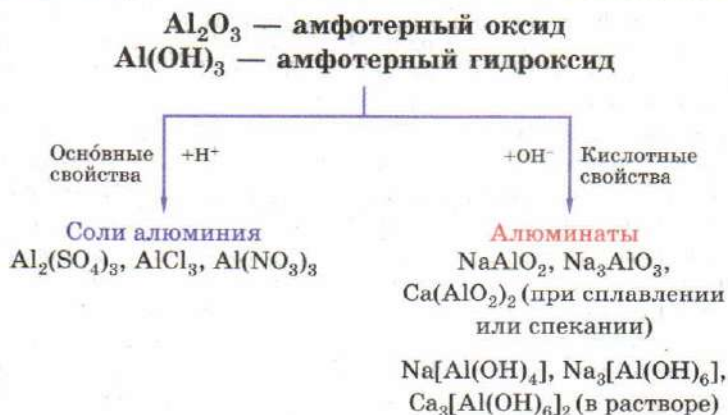 Al₂O₃ — амфотерный оксид
Al(OH)₃ — амфотерный гидроксид
Оснóвные
свойства
+H⁺
+OH⁻
Кислотные
свойства
Соли алюминия
Al₂(SO₄)₃, AlCl₃, Al(NO₃)₃
Алюминаты
NaAlO₂, Na₃AlO₃,
Ca(AlO₂)₂ (при сплавлении
или спекании)
Na[Al(OH)₄], Na₃[Al(OH)₆],
Ca₃[Al(OH)₆]₂ (в растворе)